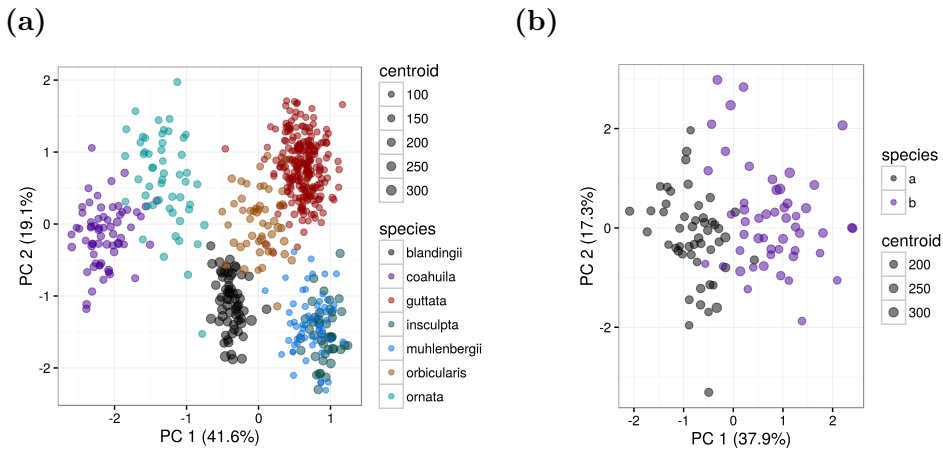 (a)
2
1
0
-1
-2
-2
-1
0
1
PC 1 (41.6%)
PC 2 (19.1%)
centroid
100
150
200
250
300
species
blandingii
coahuila
guttata
insculpta
muhlenbergii
orbicularis
ornata
(b)
2
0
-2
-2
-1
0
1
2
PC 1 (37.9%)
PC 2 (17.3%)
species
a
b
centroid
200
250
300